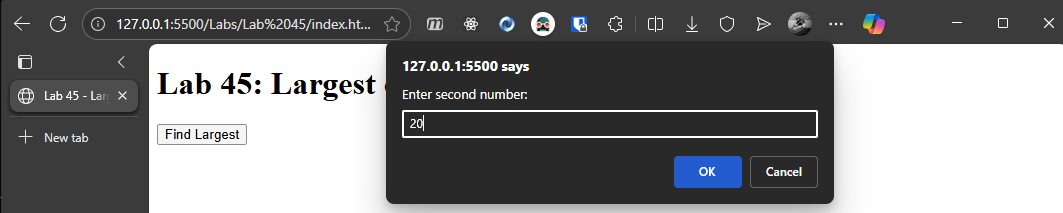 127.0.0.1:5500/Labs/Lab%2045/index.ht...
Lab 45 - Lar
New tab
Lab 45: Largest
Find Largest
127.0.0.1:5500 says
Enter second number:
20
OK
Cancel